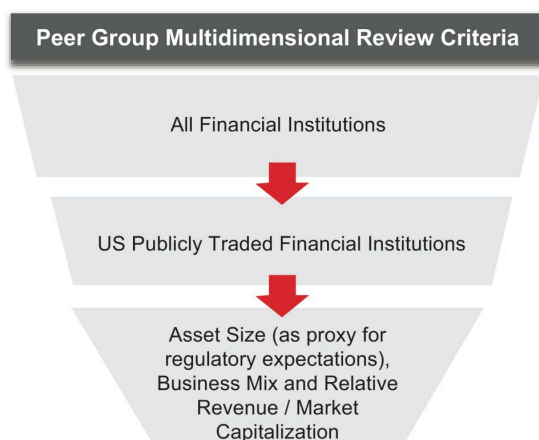 Peer Group Multidimensional Review Criteria
All Financial Institutions
US Publicly Traded Financial Institutions
Asset Size (as proxy for
regulatory expectations),
Business Mix and Relative
Revenue / Market
Capitalization